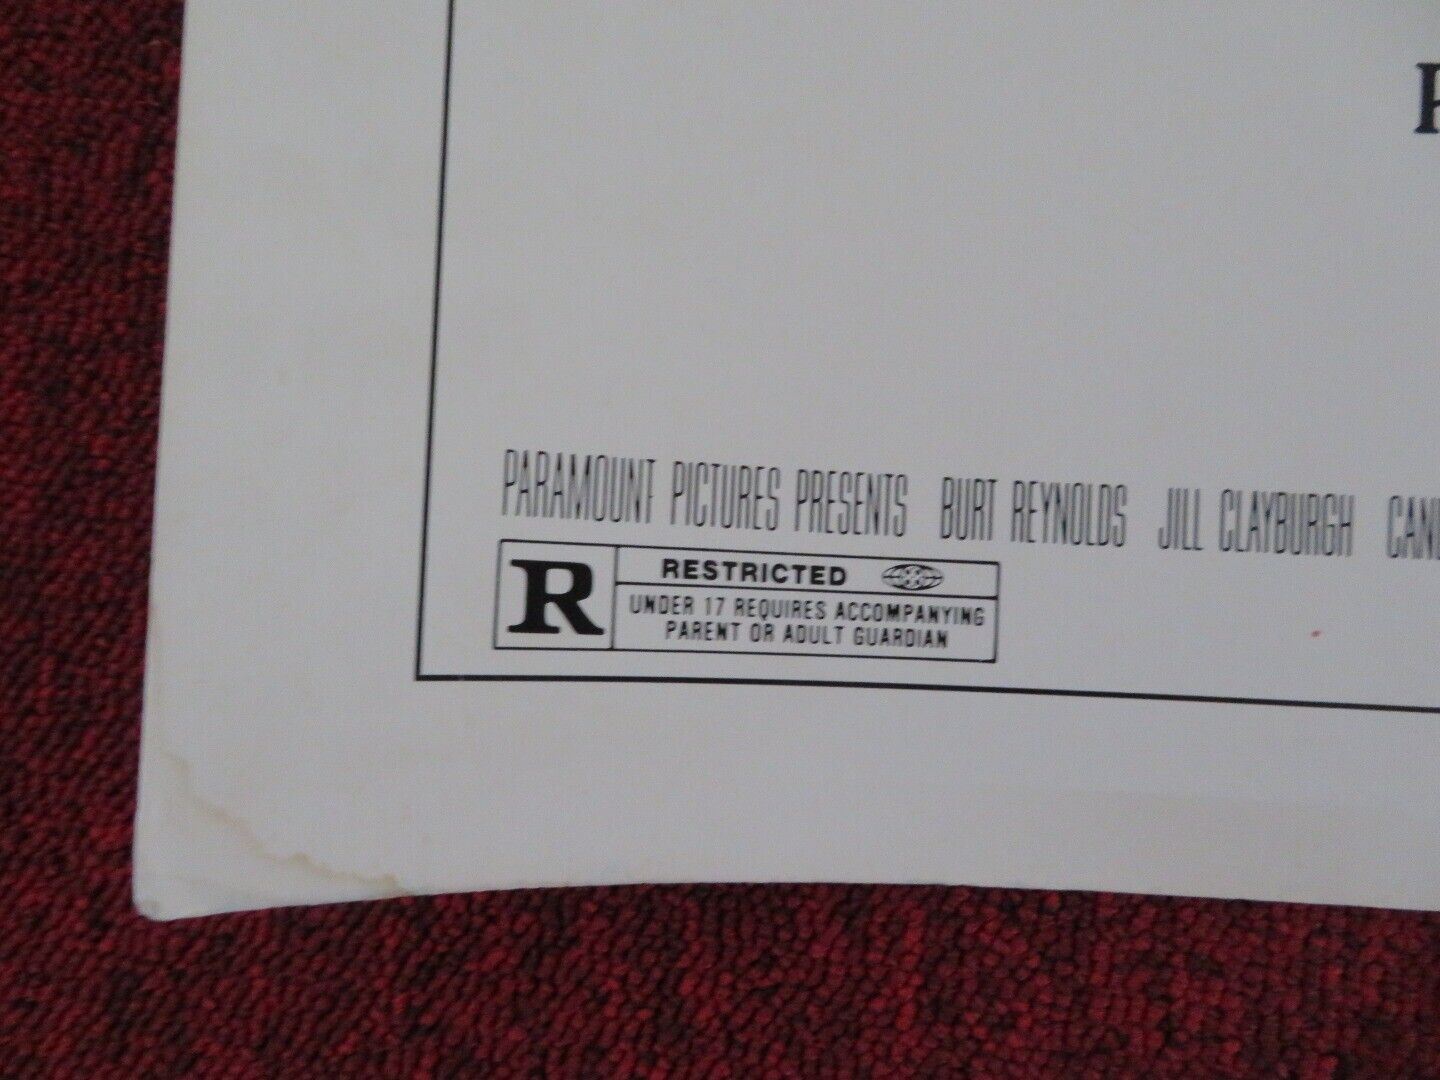 PARAMOUNT PICTURES PRESENTS BURT REYNOLDS JILL CLAYBURGH
R
RESTRICTED
UNDER 17 REQUIRES ACCOMPANYING
PARENT OR ADULT GUARDIAN